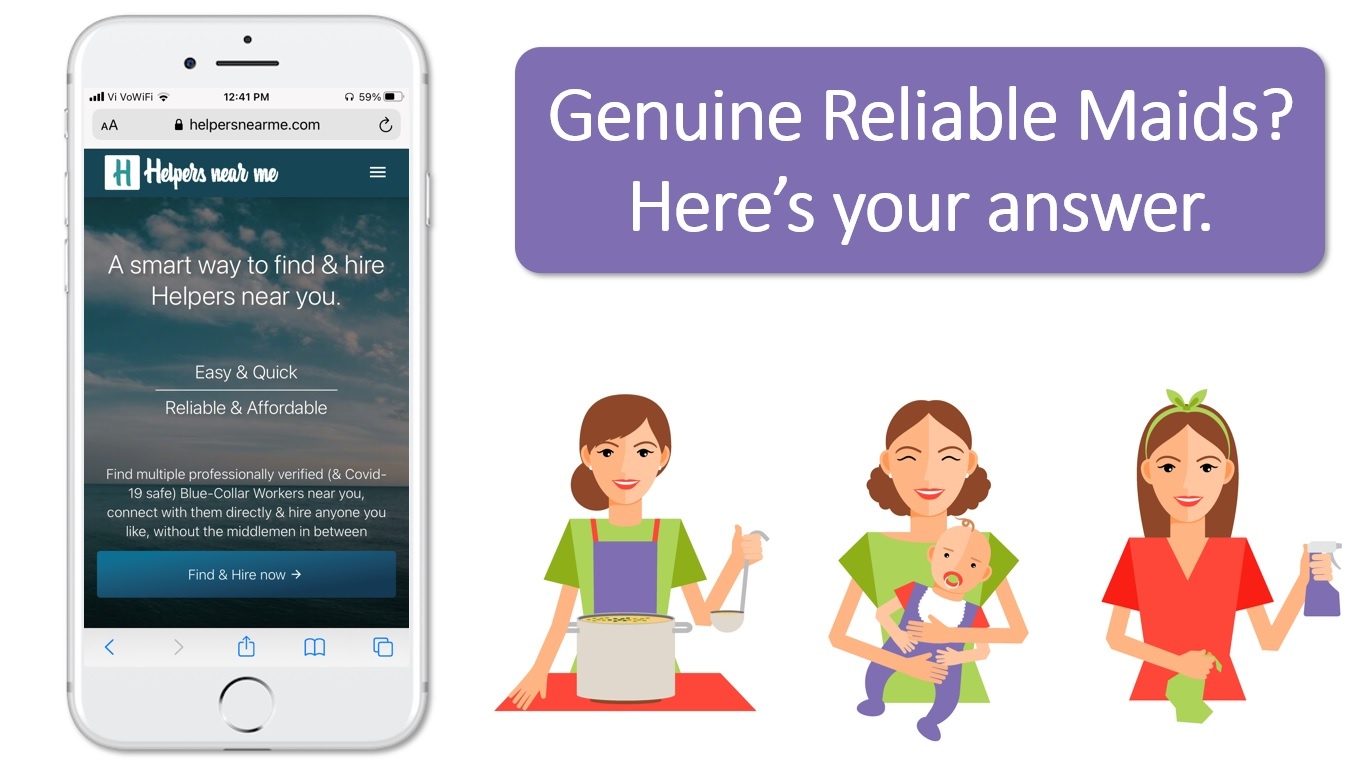 Vi VoWiFi 12:41 PM 59%
AA helpersnearme.com
H Helpers near me
A smart way to find & hire
Helpers near you.
Easy & Quick
Reliable & Affordable
Find multiple professionally verified (& Covid-
19 safe) Blue-Collar Workers near you,
connect with them directly & hire anyone you
like, without the middlemen in between
Find & Hire now →
Genuine Reliable Maids?
Here’s your answer.